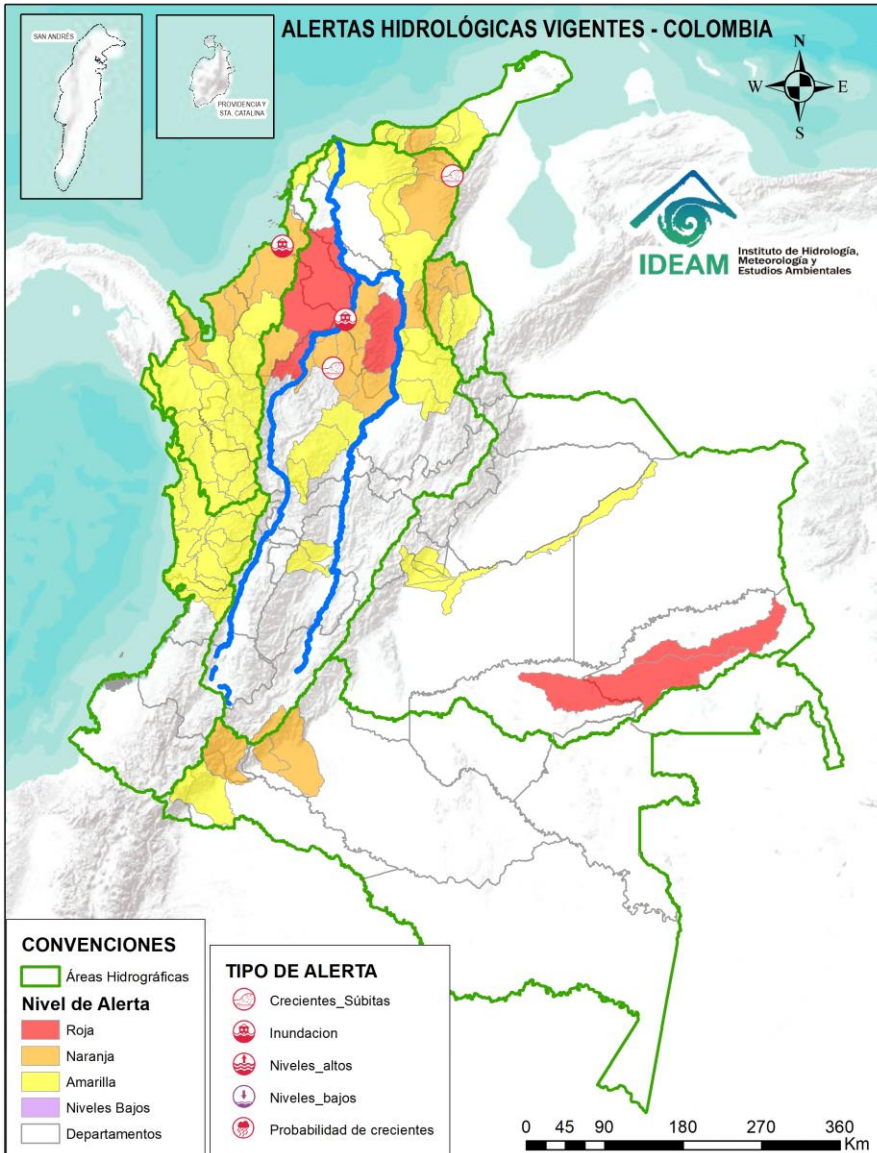 ALERTAS HIDROLÓGICAS VIGENTES - COLOMBIA
SAN ANDRÉS
PROVIDENCIA Y
STA. CATALINA
N
W
E
S
IDEAM
Instituto de Hidrología,
Meteorología y
Estudios Ambientales
CONVENCIONES
Áreas Hidrográficas
Nivel de Alerta
Roja
Naranja
Amarilla
Niveles Bajos
Departamentos
TIPO DE ALERTA
Crecientes_Súbitas
Inundacion
Niveles_altos
Niveles_bajos
Probabilidad de crecientes
0 45 90 180 270 360
Km